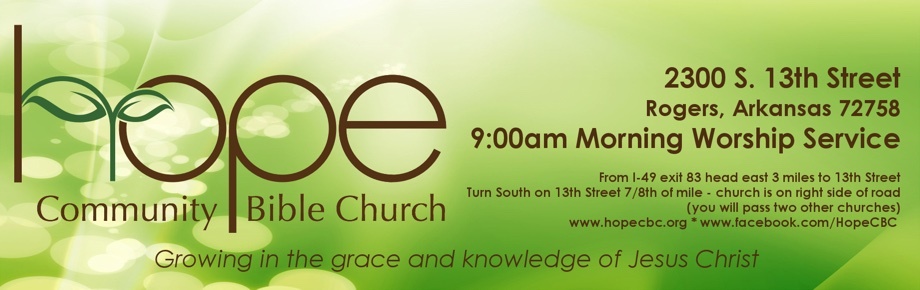 hope
Community Bible Church
2300 S. 13th Street
Rogers, Arkansas 72758
9:00am Morning Worship Service
From I-49 exit 83 head east 3 miles to 13th Street
Turn South on 13th Street 7/8th of mile - church is on right side of road
(you will pass two other churches)
www.hopecbc.org * www.facebook.com/HopeCBC
Growing in the grace and knowledge of Jesus Christ